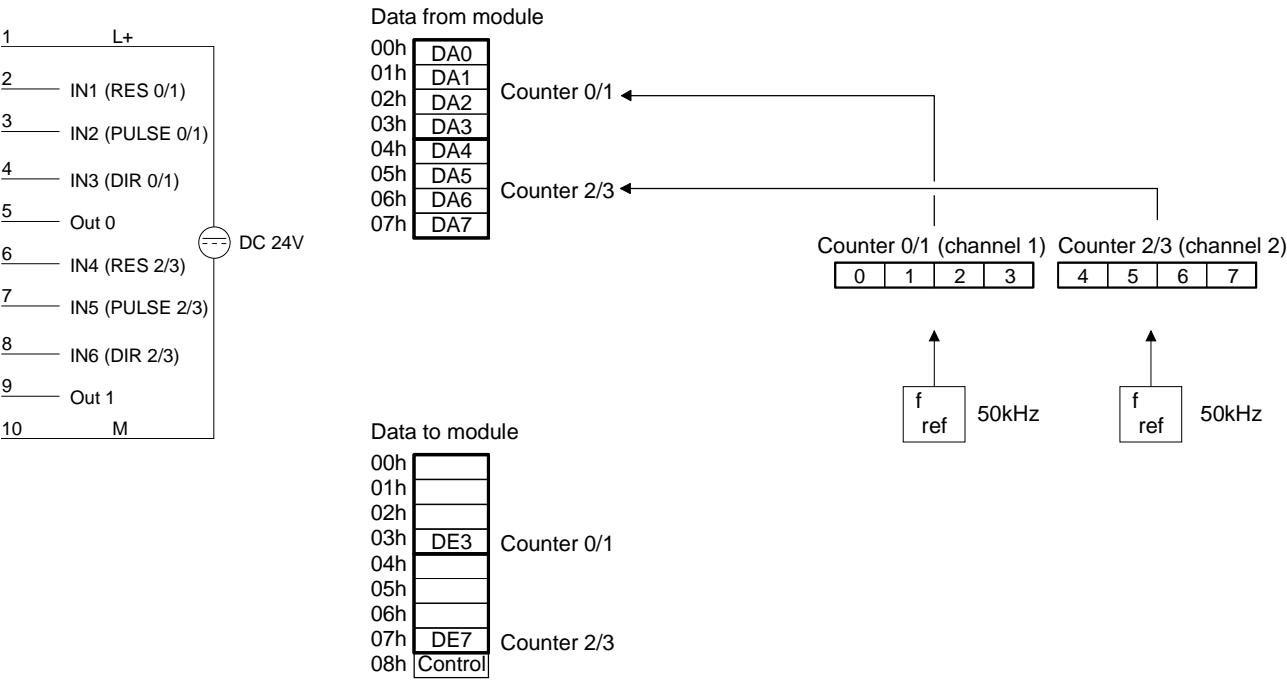 1 L+
2 IN1 (RES 0/1)
3 IN2 (PULSE 0/1)
4 IN3 (DIR 0/1)
5 Out 0
6 IN4 (RES 2/3)
7 IN5 (PULSE 2/3)
8 IN6 (DIR 2/3)
9 Out 1
10 M
DC 24V
Data from module
00h DA0
01h DA1
02h DA2
03h DA3
04h DA4
05h DA5
06h DA6
07h DA7
Counter 0/1
Counter 2/3
Counter 0/1 (channel 1) Counter 2/3 (channel 2)
0 1 2 3 4 5 6 7
f
ref
50kHz
f
ref
50kHz
Data to module
00h
01h
02h
03h DE3 Counter 0/1
04h
05h
06h
07h DE7 Counter 2/3
08h Control